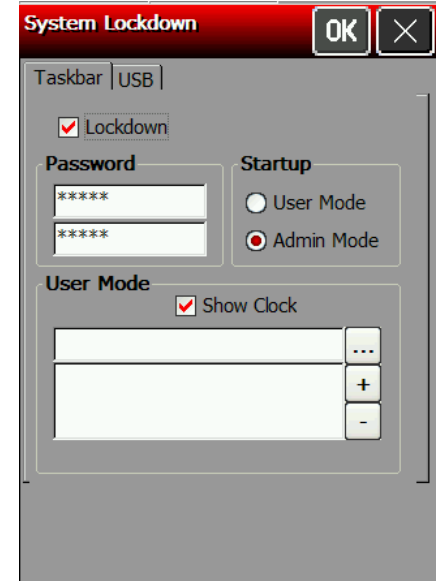 System Lockdown OK
Taskbar USB
Lockdown
Password
*****
*****
Startup
User Mode
Admin Mode
User Mode
Show Clock
...
+
-